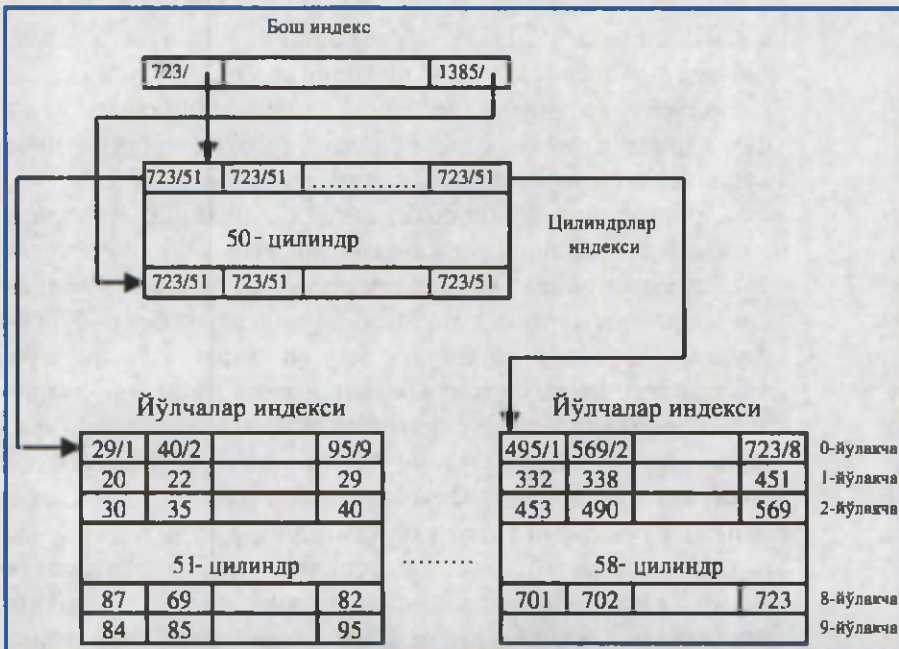 Бош индекс
723/ 1385/
723/51 723/51 ............. 723/51
50- цилиндр
723/51 723/51 723/51
Цилиндрлар
индекси
Йўлчалар индекси
29/1 40/2 95/9
20 22 29
30 35 40
51- цилиндр
87 69 82
84 85 95
.........
Йўлчалар индекси
495/1 569/2 723/8 0-йўлакча
332 338 451 1-йўлакча
453 490 569 2-йўлакча
58- цилиндр
701 702 723 8-йўлакча
9-йўлакча